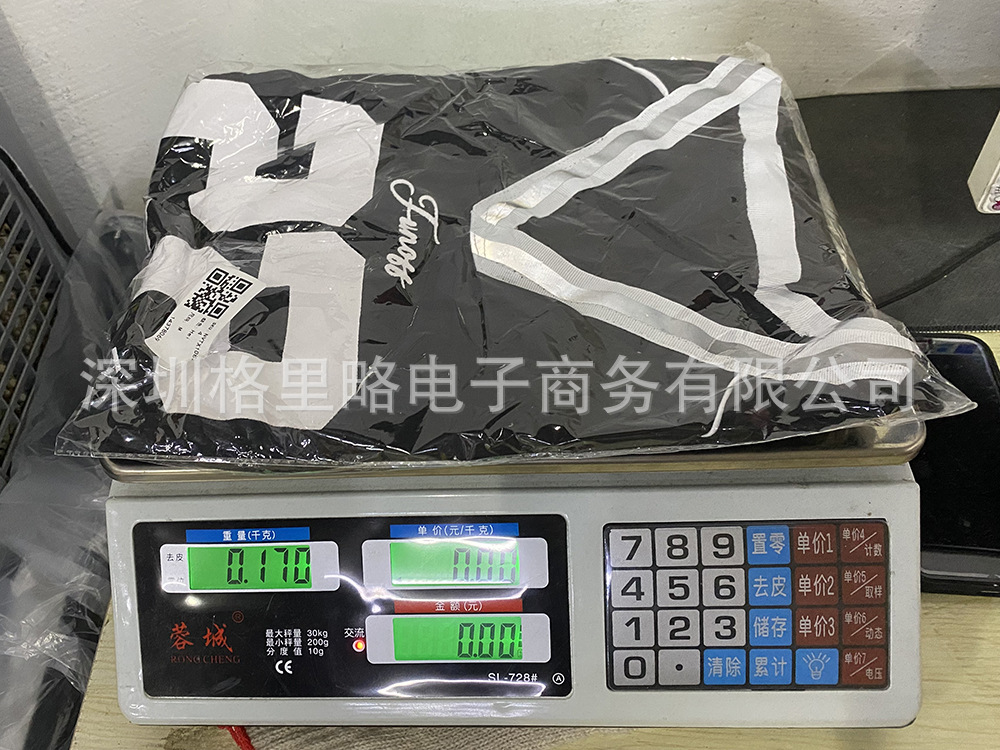 Funoff
14378049
深圳格里略电子商务有限公司
重量(千克)
单价(元/千克)
去皮
0.170
0.00
金额(元)
0.00
蓉城®
RONGCHENG
最大秤量 30kg
最小秤量 200g
分度值 10g
CE
交流
SL-728#
A
7 8 9 置零 单价1 单价4/计数
4 5 6 去皮 单价2 单价5/取样
1 2 3 储存 单价3 单价6/动态
0 · 清除 累计 单价7/电压